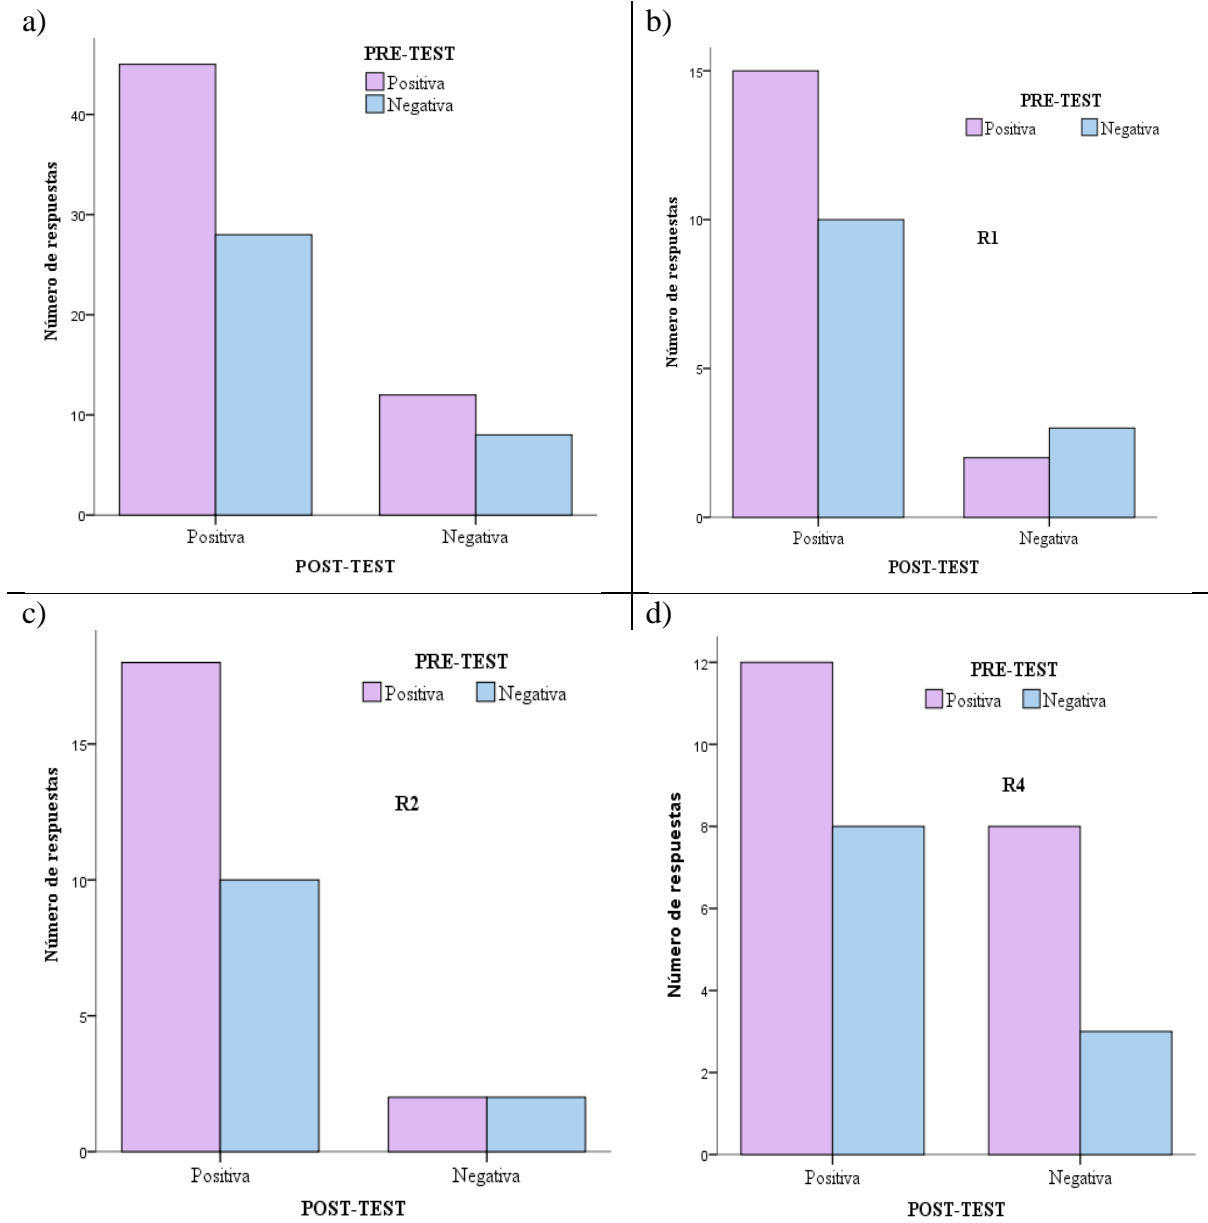 a)
PRE-TEST
Positiva
Negativa
Número de respuestas
40
30
20
10
0
Positiva Negativa
POST-TEST
b)
PRE-TEST
Positiva Negativa
R1
Número de respuestas
15
10
5
0
Positiva Negativa
POST-TEST
c)
PRE-TEST
Positiva Negativa
R2
Número de respuestas
15
10
5
0
Positiva Negativa
POST-TEST
d)
PRE-TEST
Positiva Negativa
R4
Número de respuestas
12
10
8
6
4
2
0
Positiva Negativa
POST-TEST